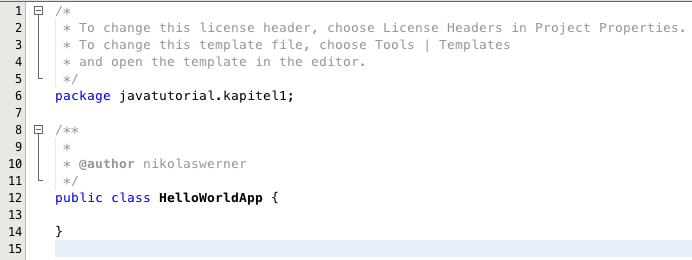 1 /*
2  * To change this license header, choose License Headers in Project Properties.
3  * To change this template file, choose Tools | Templates
4  * and open the template in the editor.
5  */
6 package javatutorial.kapitel1;
7
8 /**
9  *
10  * @author nikolaswerner
11  */
12 public class HelloWorldApp {
13
14 }
15